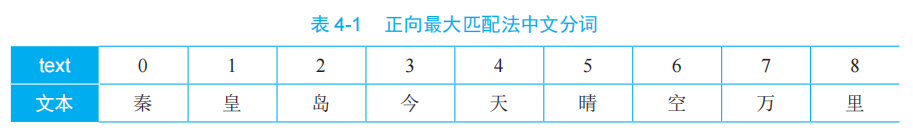 表 4-1 正向最大匹配法中文分词
text 0 1 2 3 4 5 6 7 8
文本 秦 皇 岛 今 天 晴 空 万 里